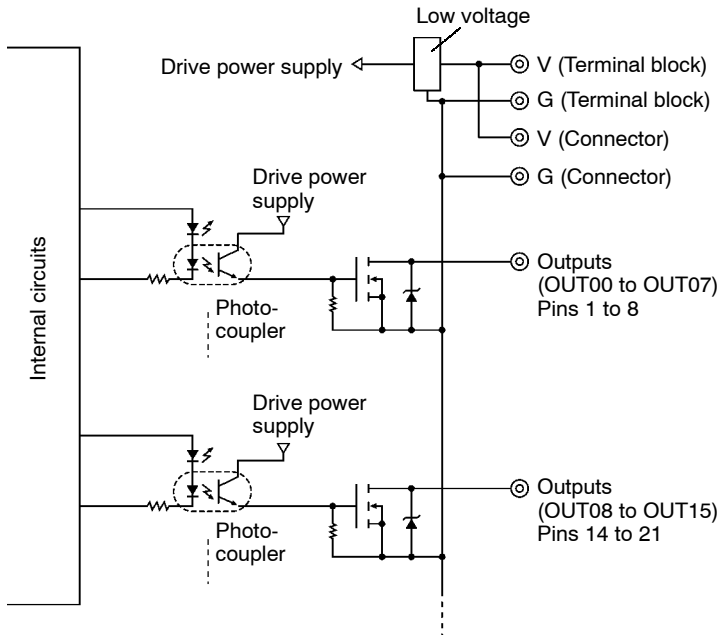 Low voltage
Drive power supply
V (Terminal block)
G (Terminal block)
V (Connector)
G (Connector)
Drive power
supply
Internal circuits
Outputs
(OUT00 to OUT07)
Pins 1 to 8
Photo-
coupler
Drive power
supply
Outputs
(OUT08 to OUT15)
Pins 14 to 21
Photo-
coupler